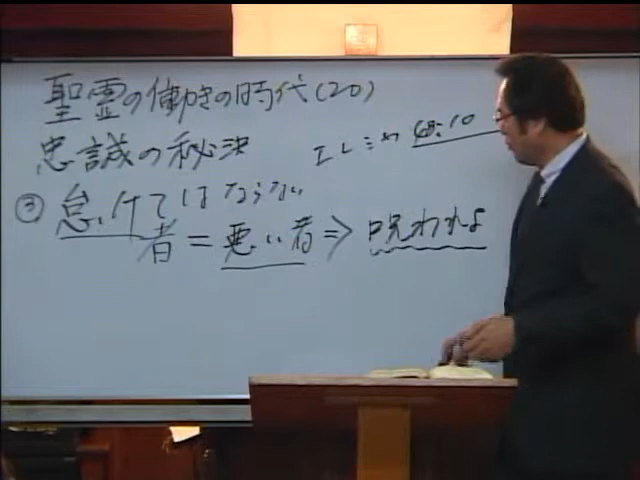 聖霊の働きの時代(20)
忠誠の秘決
エレミヤ 48:10
③ 怠けてはならない
者 = 悪い者 ⇒ 呪われよ